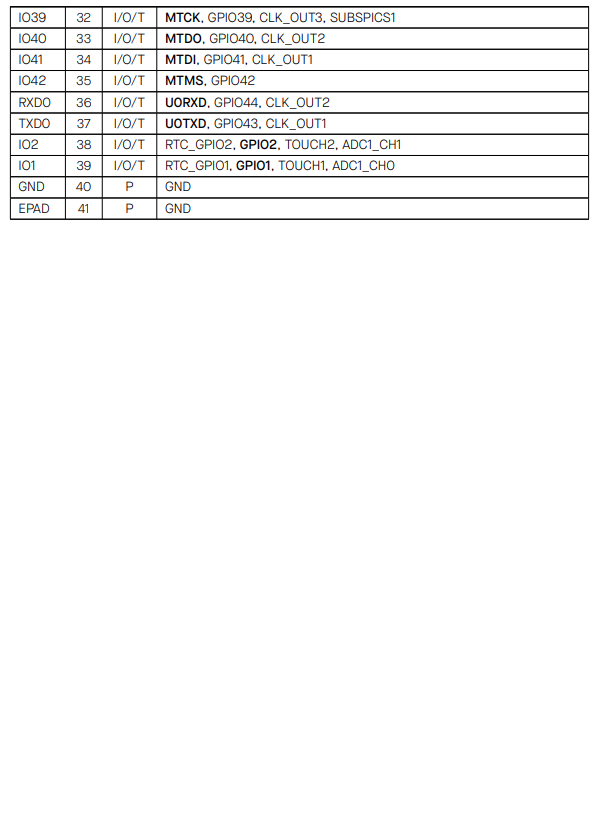 IO39 32 I/O/T MTCK, GPIO39, CLK_OUT3, SUBSPICS1
IO40 33 I/O/T MTDO, GPIO40, CLK_OUT2
IO41 34 I/O/T MTDI, GPIO41, CLK_OUT1
IO42 35 I/O/T MTMS, GPIO42
RXD0 36 I/O/T U0RXD, GPIO44, CLK_OUT2
TXD0 37 I/O/T U0TXD, GPIO43, CLK_OUT1
IO2 38 I/O/T RTC_GPIO2, GPIO2, TOUCH2, ADC1_CH1
IO1 39 I/O/T RTC_GPIO1, GPIO1, TOUCH1, ADC1_CH0
GND 40 P GND
EPAD 41 P GND